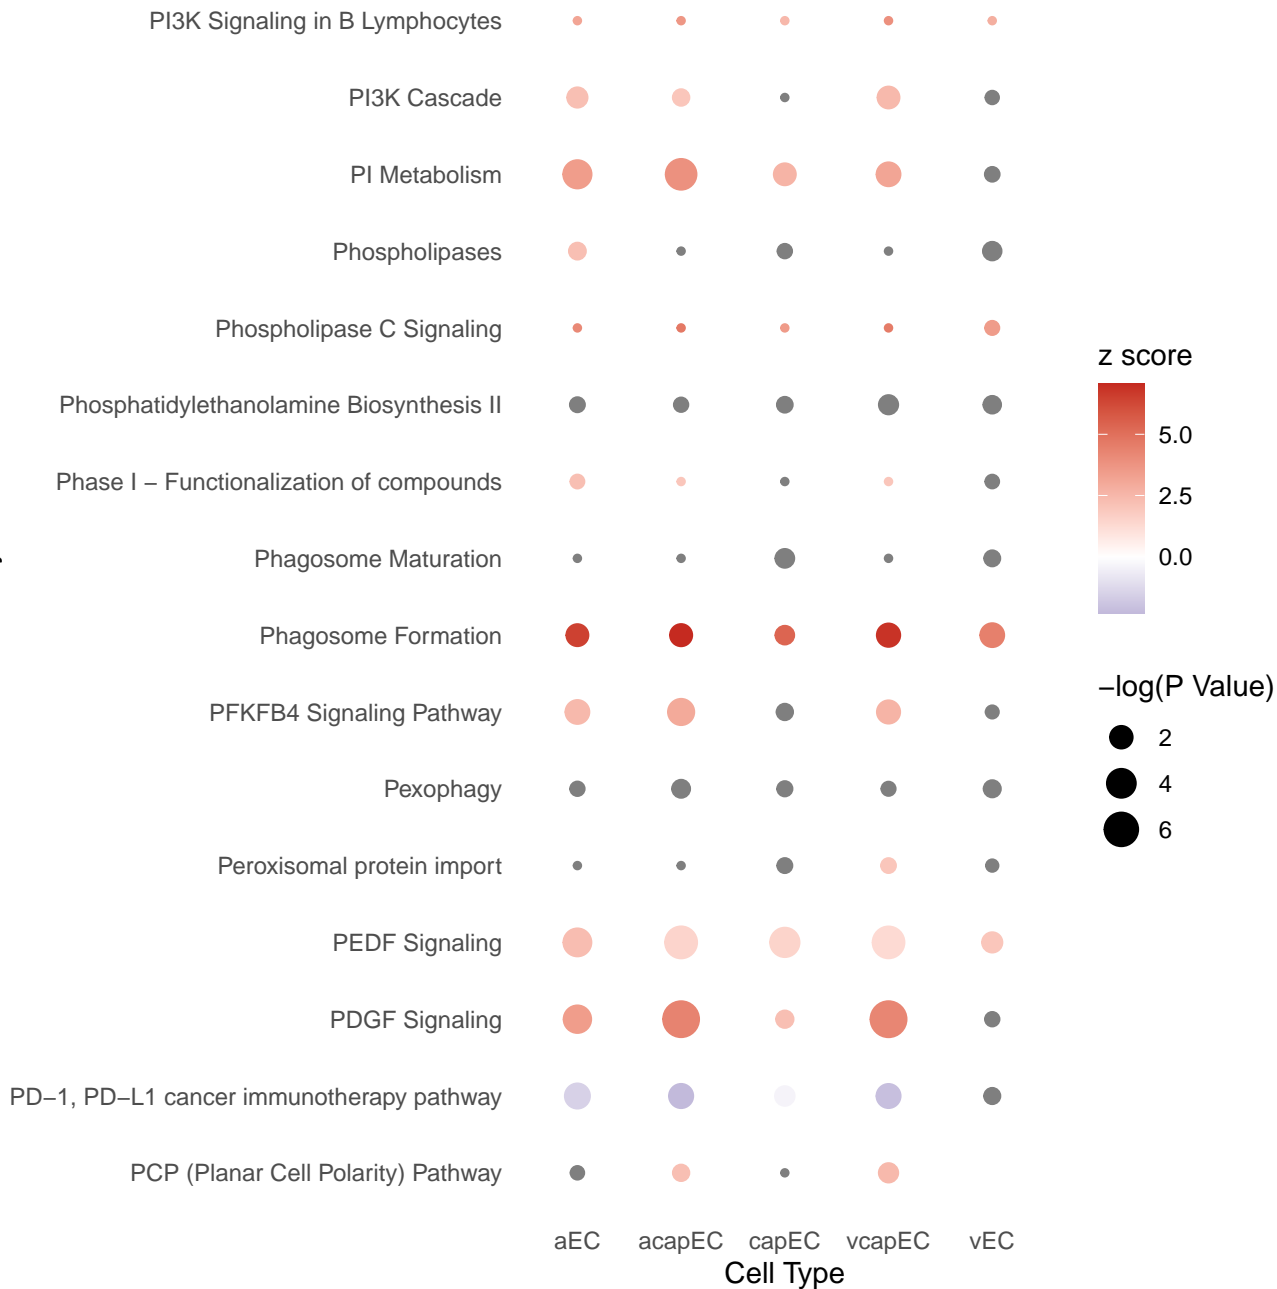 PI3K Signaling in B Lymphocytes
PI3K Cascade
PI Metabolism
Phospholipases
Phospholipase C Signaling
Phosphatidylethanolamine Biosynthesis II
Phase I − Functionalization of compounds
Phagosome Maturation
Phagosome Formation
PFKFB4 Signaling Pathway
Pexophagy
Peroxisomal protein import
PEDF Signaling
PDGF Signaling
PD−1, PD−L1 cancer immunotherapy pathway
PCP (Planar Cell Polarity) Pathway
aEC acapEC capEC vcapEC vEC
Cell Type
z score
5.0
2.5
0.0
−log(P Value)
2
4
6